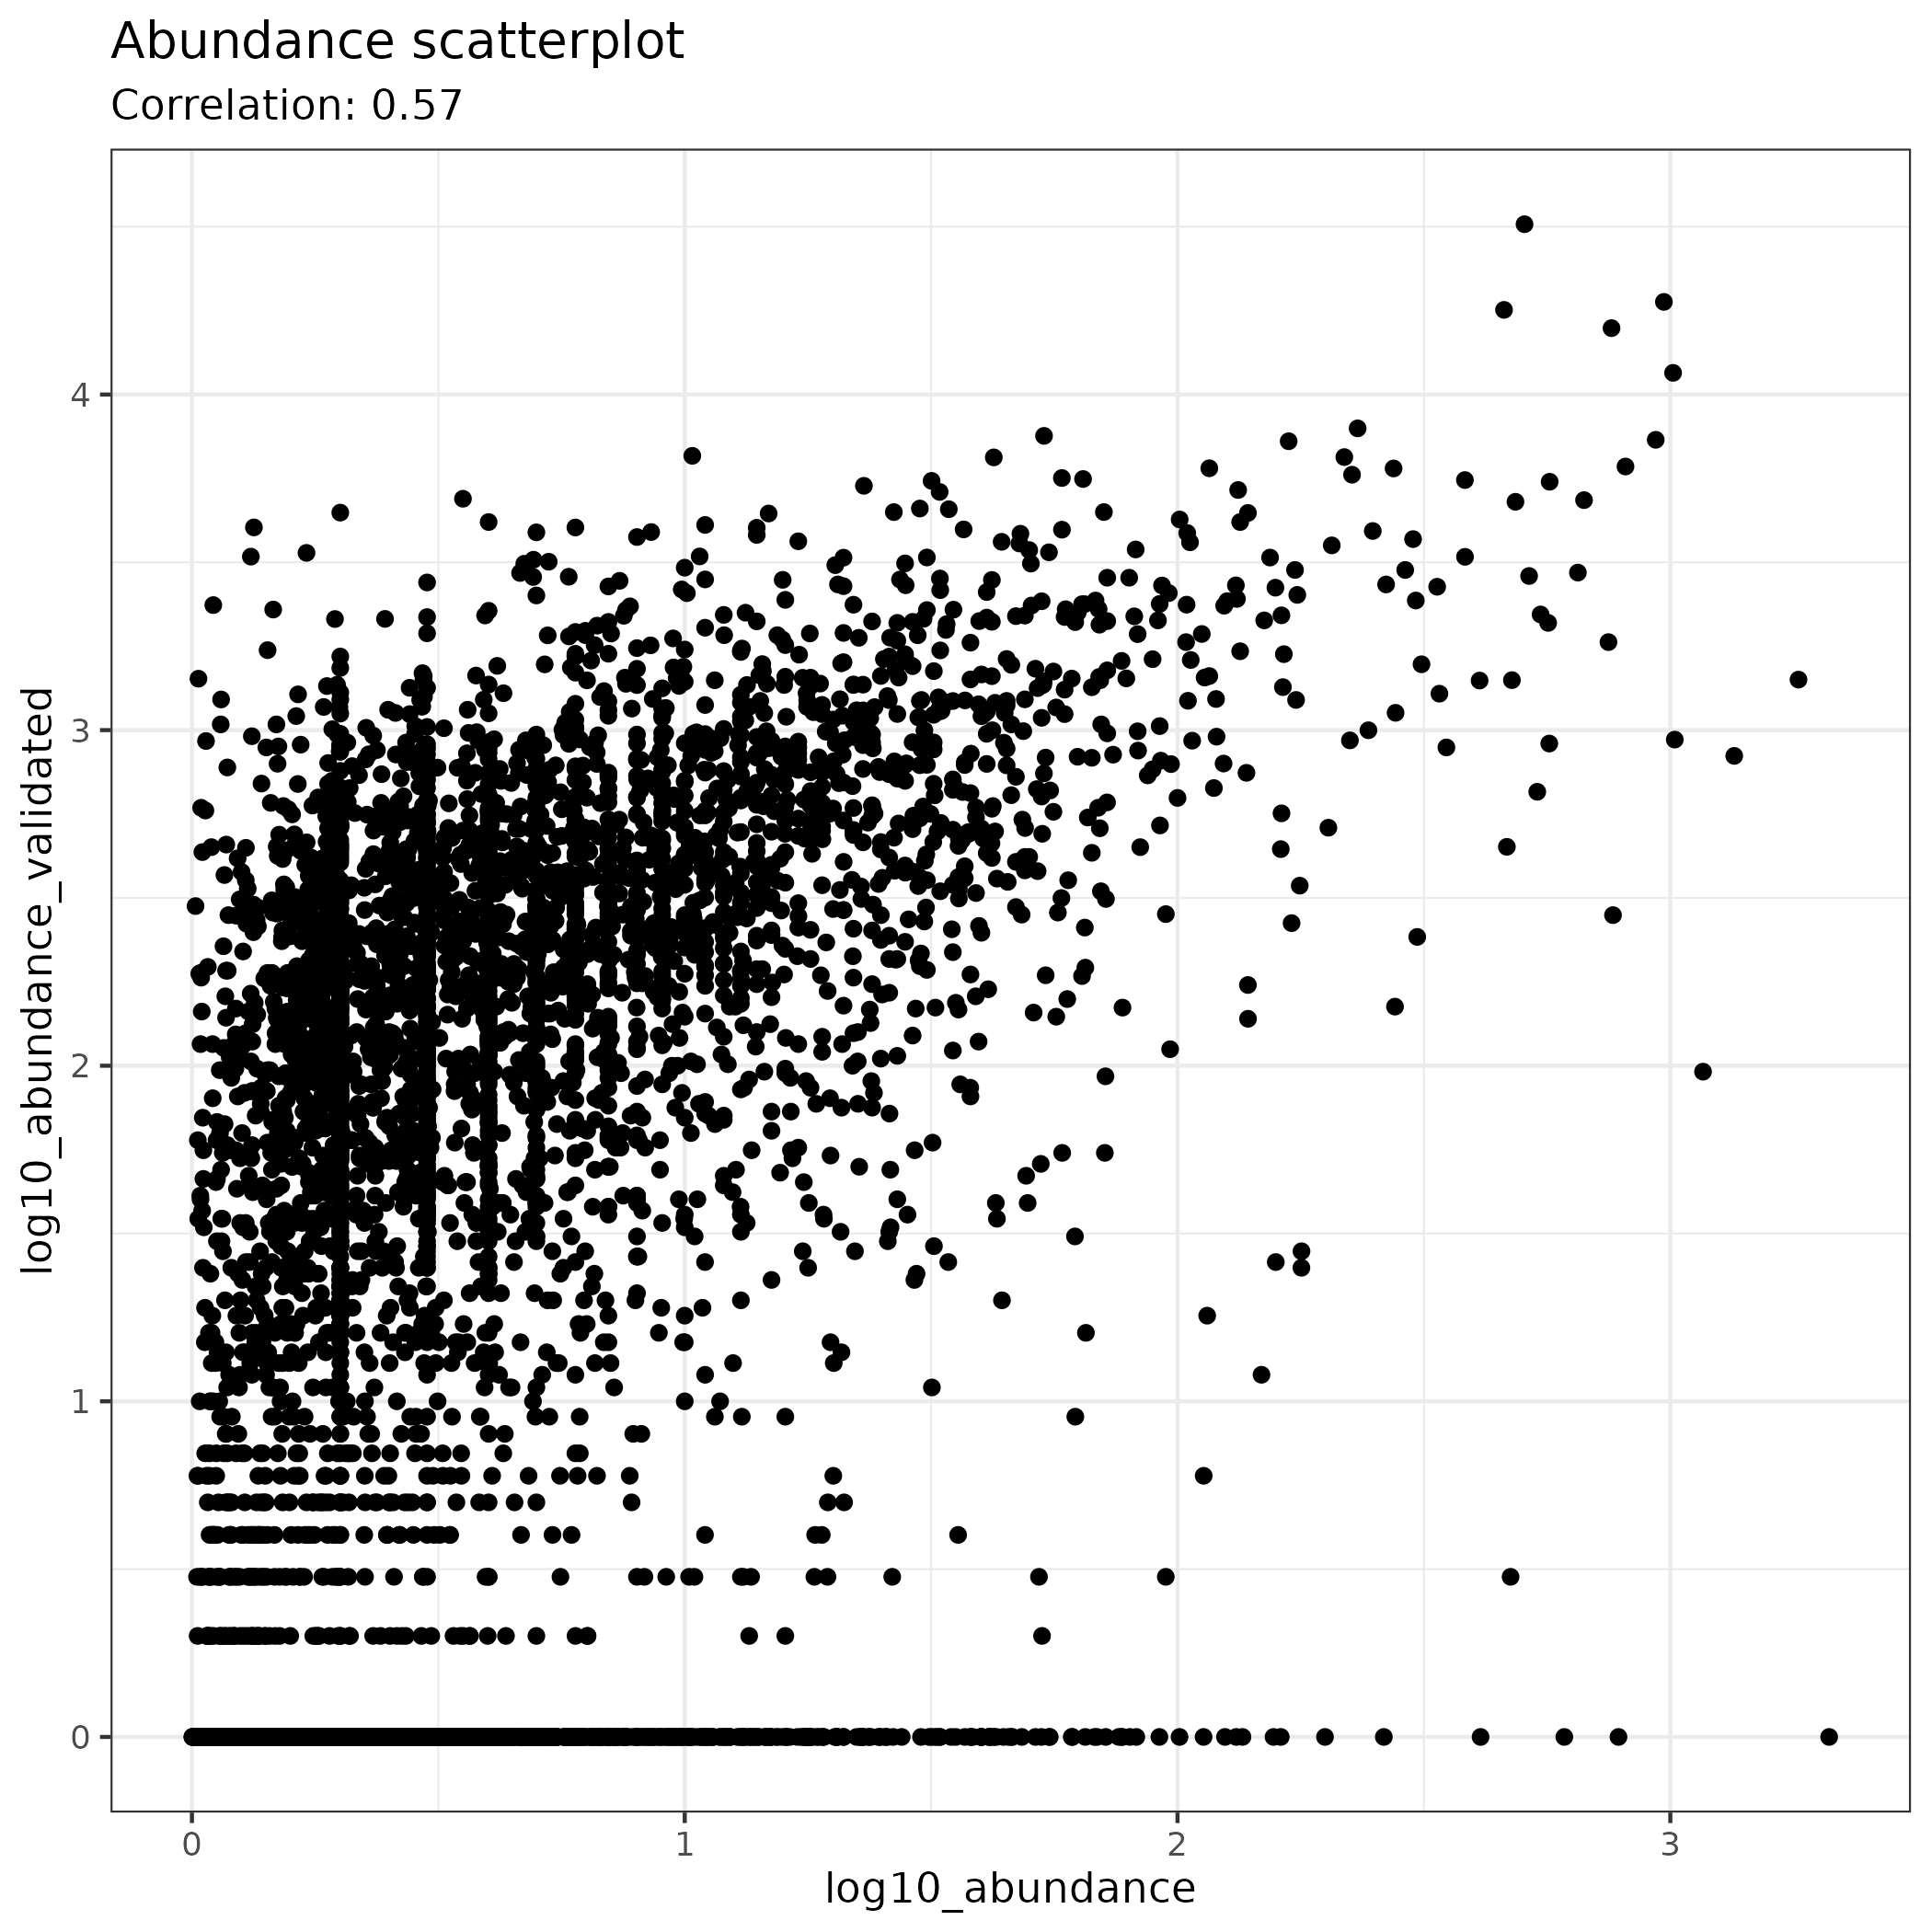 Abundance scatterplot
Correlation: 0.57
log10_abundance_validated
4
3
2
1
0
0 1 2 3
log10_abundance